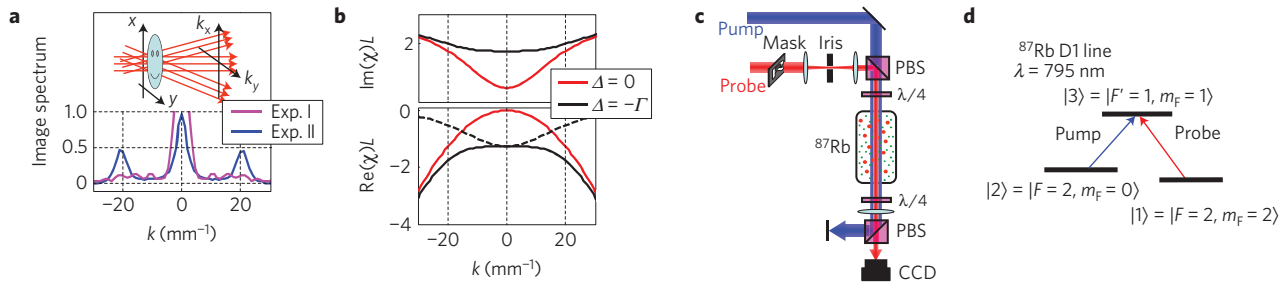 a
x
kx
ky
y
Image spectrum
1.0
0.5
0
Exp. I
Exp. II
−20
0
20
k (mm−1)
b
Im(χ)L
2
Δ = 0
Δ = −Γ
Re(χ)L
0
−2
−4
−20
0
20
k (mm−1)
c
Pump
Mask
Iris
PBS
Probe
λ/4
87Rb
λ/4
PBS
CCD
d
87Rb D1 line
λ = 795 nm
|3⟩ = |F′ = 1, mF = 1⟩
Pump
Probe
|2⟩ = |F = 2, mF = 0⟩
|1⟩ = |F = 2, mF = 2⟩